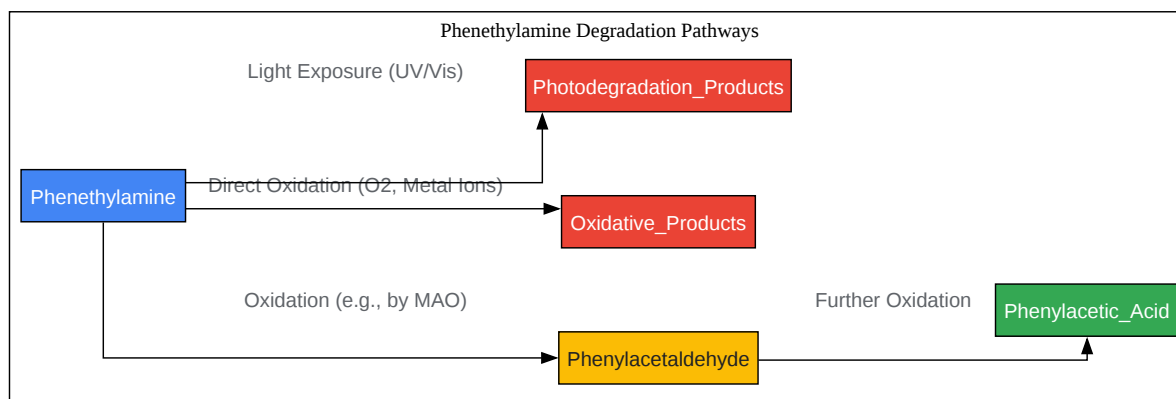 Phenethylamine Degradation Pathways
Light Exposure (UV/Vis)
Photodegradation_Products
Phenethylamine
Direct Oxidation (O2, Metal Ions)
Oxidative_Products
Oxidation (e.g., by MAO)
Further Oxidation
Phenylacetic_Acid
Phenylacetaldehyde